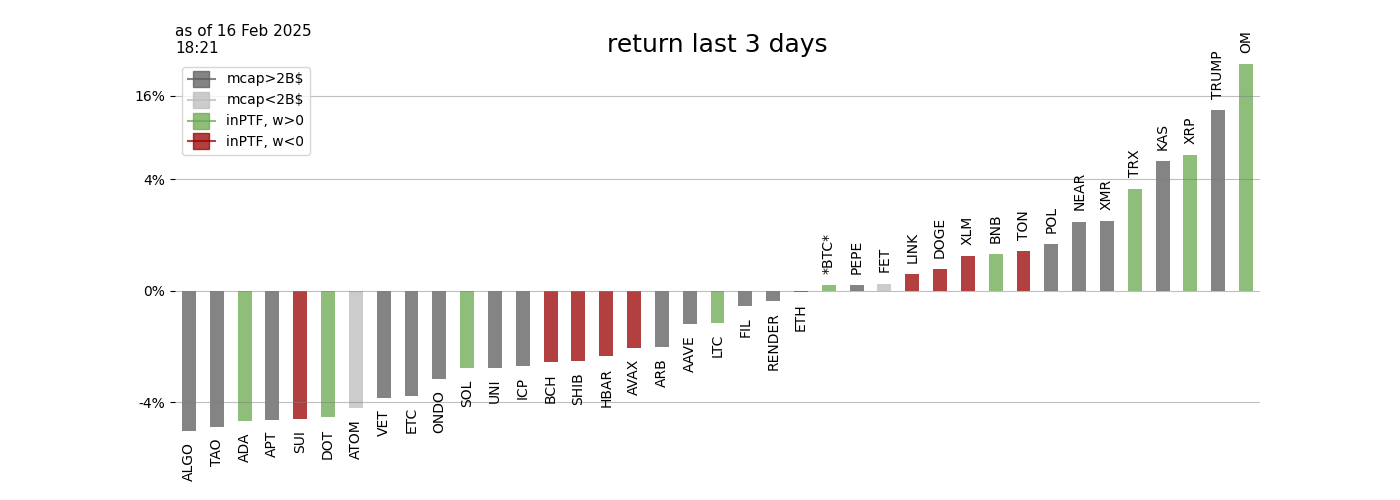 as of 16 Feb 2025
18:21
return last 3 days
mcap>2B$
mcap<2B$
inPTF, w>0
inPTF, w<0
16%
4%
0%
-4%
ALGO
TAO
ADA
APT
SUI
DOT
ATOM
VET
ETC
ONDO
SOL
UNI
ICP
BCH
SHIB
HBAR
AVAX
ARB
AAVE
LTC
FIL
RENDER
ETH
*BTC*
PEPE
FET
LINK
DOGE
XLM
BNB
TON
POL
NEAR
XMR
TRX
KAS
XRP
TRUMP
OM